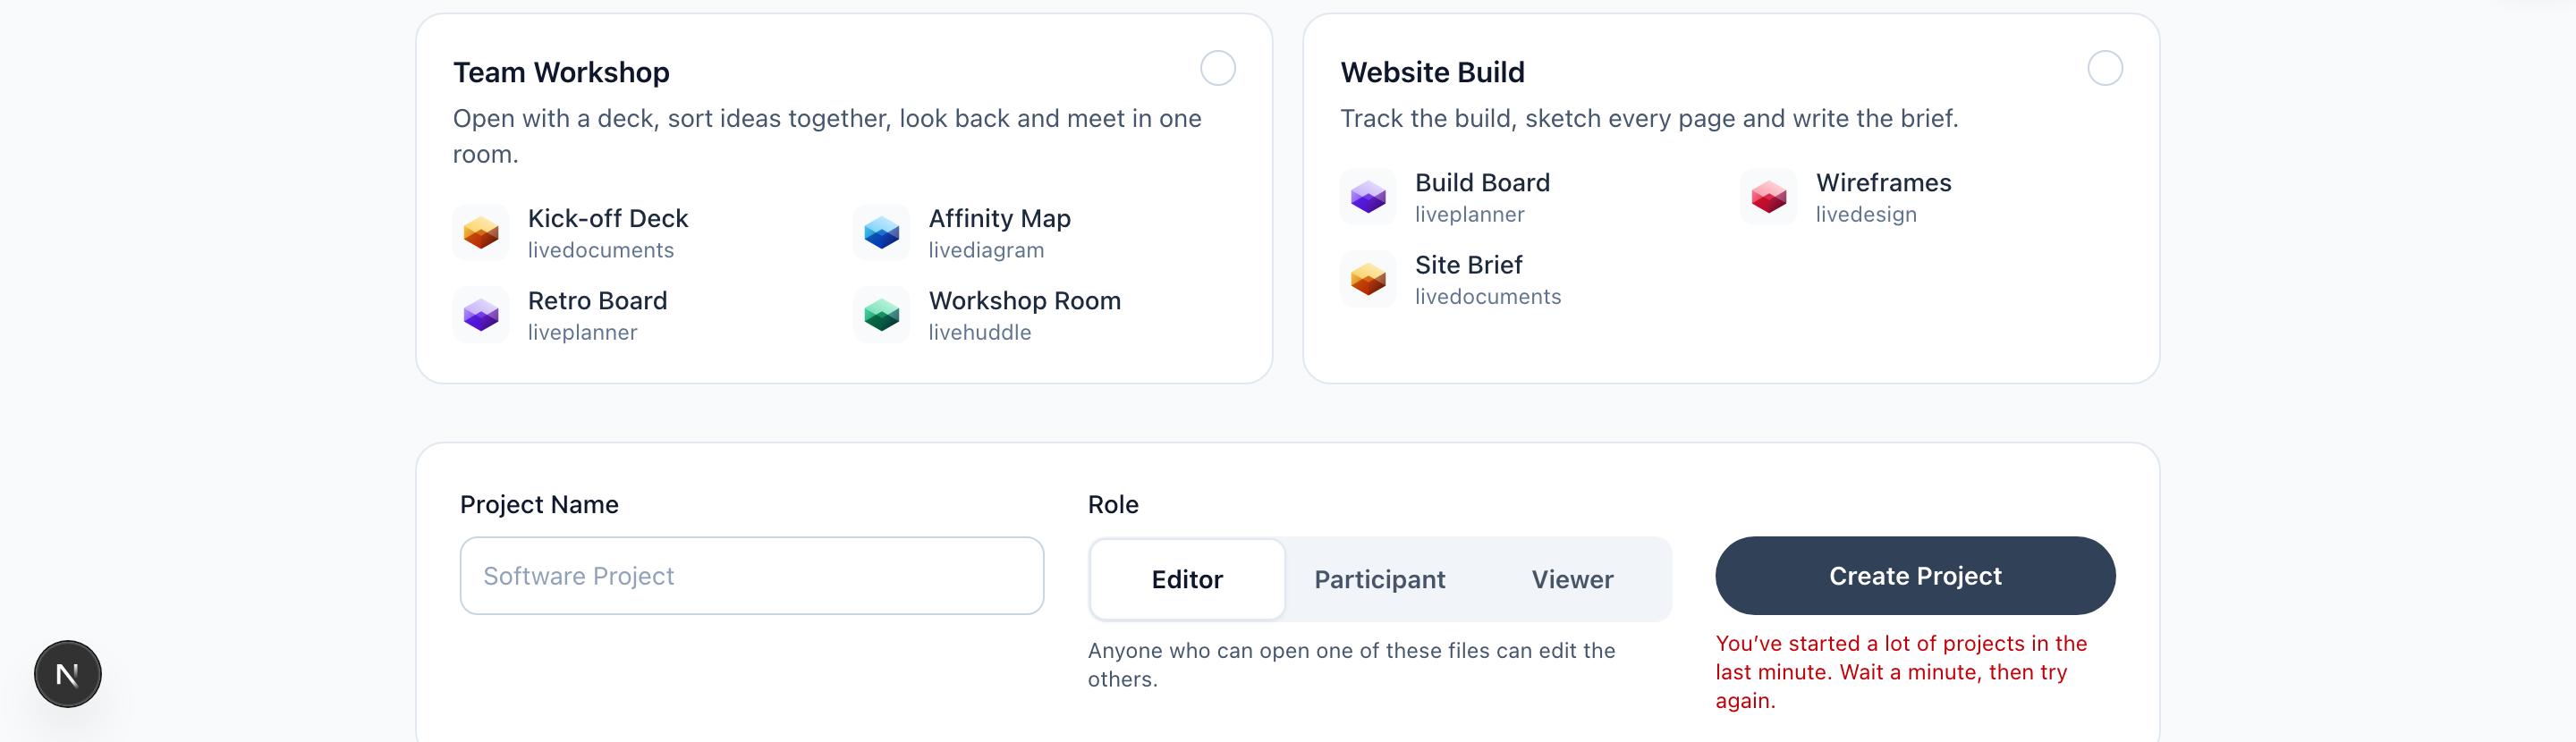 Team Workshop
Open with a deck, sort ideas together, look back and meet in one
room.
Kick-off Deck
livedocuments
Affinity Map
livediagram
Retro Board
liveplanner
Workshop Room
livehuddle
Website Build
Track the build, sketch every page and write the brief.
Build Board
liveplanner
Wireframes
livedesign
Site Brief
livedocuments
Project Name
Software Project
Role
Editor
Participant
Viewer
Anyone who can open one of these files can edit the
others.
Create Project
You’ve started a lot of projects in the
last minute. Wait a minute, then try
again.
N